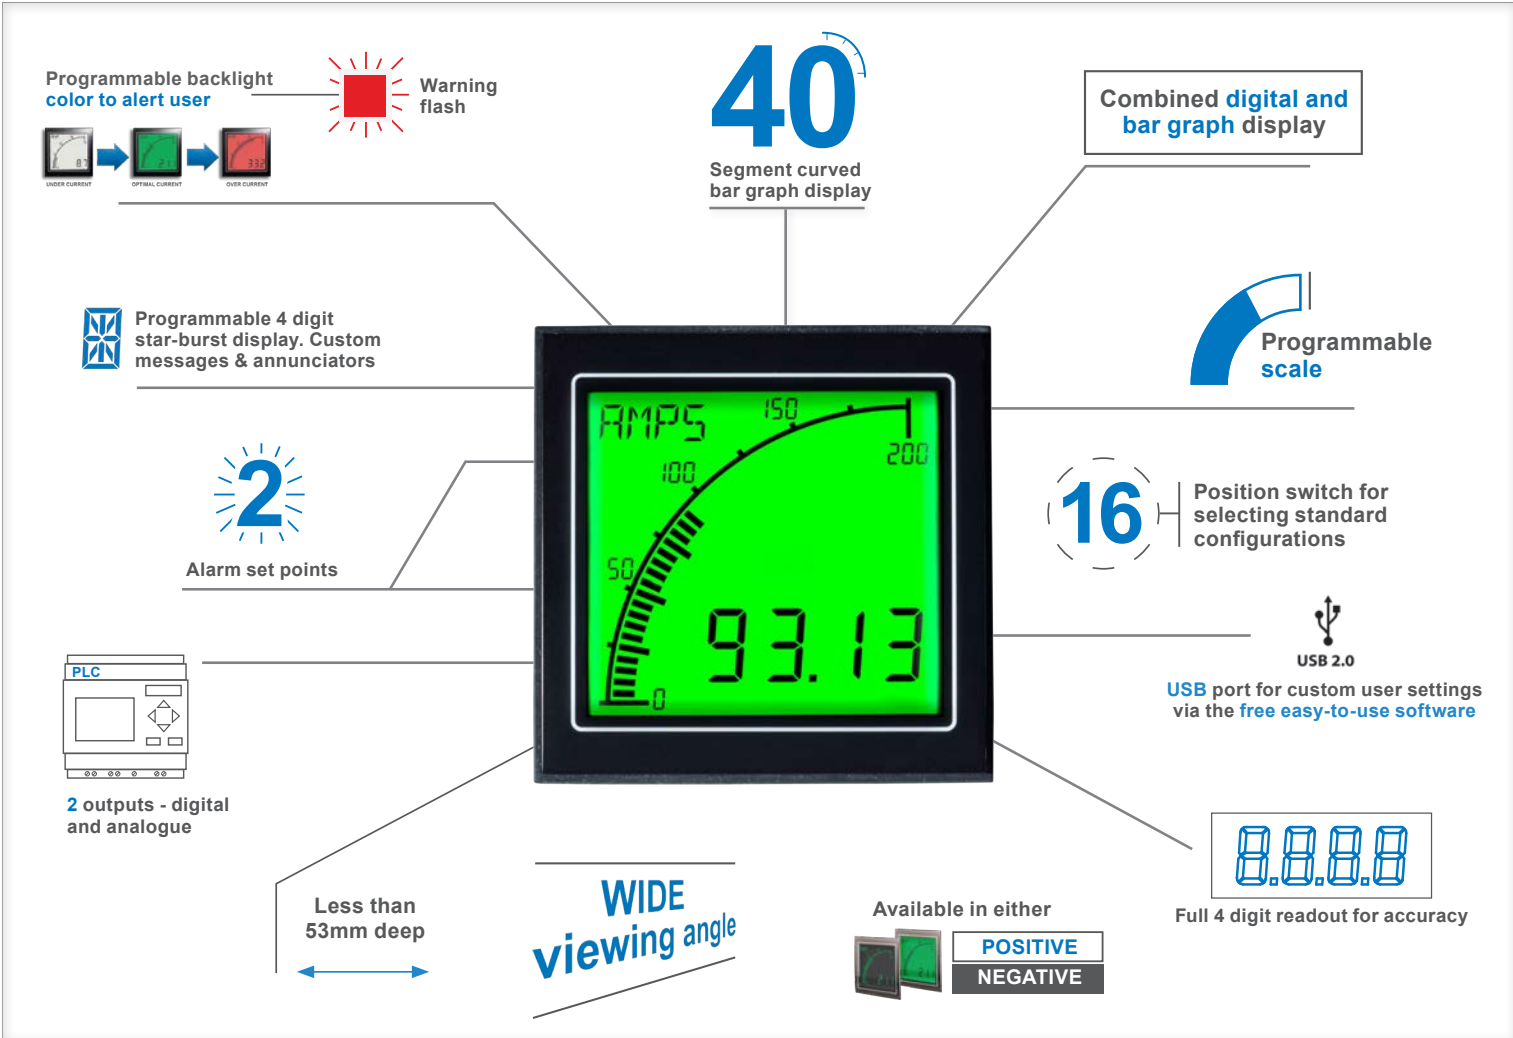 Programmable backlight
color to alert user
Warning
flash
87
211
332
UNDER CURRENT
OPTIMAL CURRENT
OVER CURRENT
40
Segment curved
bar graph display
Combined digital and
bar graph display
Programmable 4 digit
star-burst display. Custom
messages & annunciators
Programmable
scale
2
Alarm set points
AMPS
150
200
100
50
0
93.13
16
Position switch for
selecting standard
configurations
USB 2.0
USB port for custom user settings
via the free easy-to-use software
PLC
2 outputs - digital
and analogue
Less than
53mm deep
WIDE
viewing angle
Available in either
POSITIVE
NEGATIVE
8.8.8.8
Full 4 digit readout for accuracy